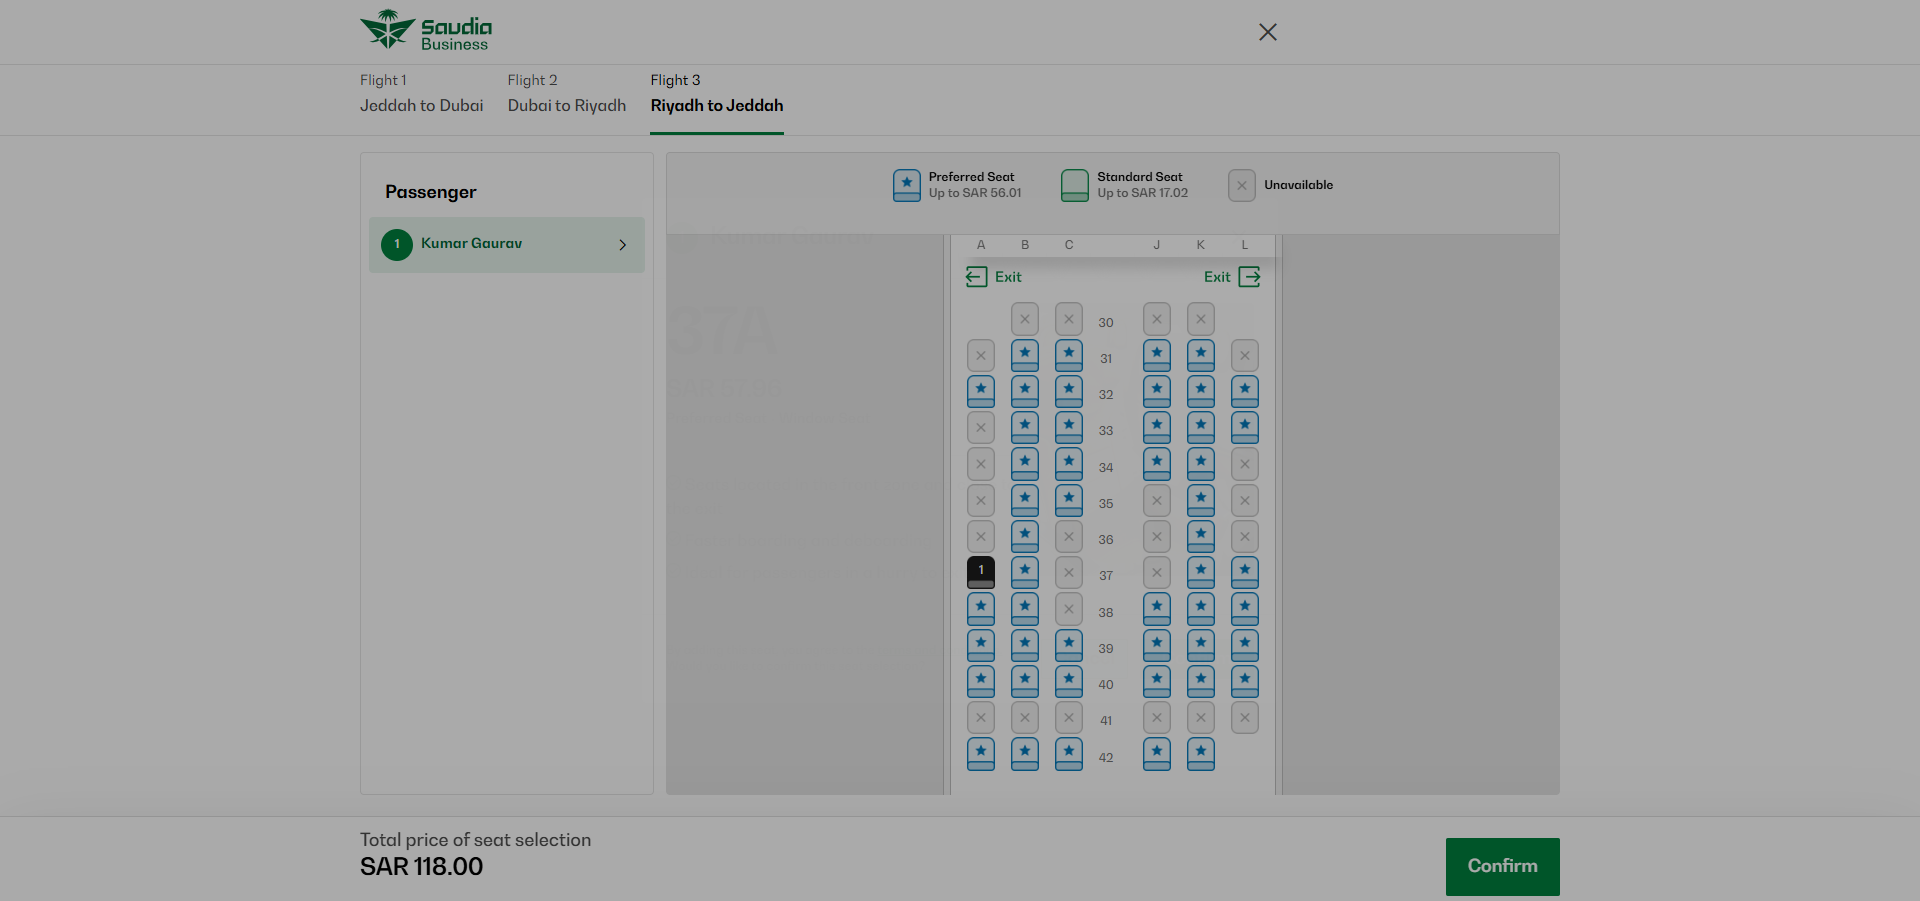 Saudia
Business
Flight 1
Jeddah to Dubai
Flight 2
Dubai to Riyadh
Flight 3
Riyadh to Jeddah
Passenger
1 Kumar Gaurav
Preferred Seat
Up to SAR 56.01
Standard Seat
Up to SAR 17.02
Unavailable
A B C J K L
Exit Exit
37A
30
31
32
33
34
35
36
1 37
38
39
40
41
42
Total price of seat selection
SAR 118.00
Confirm